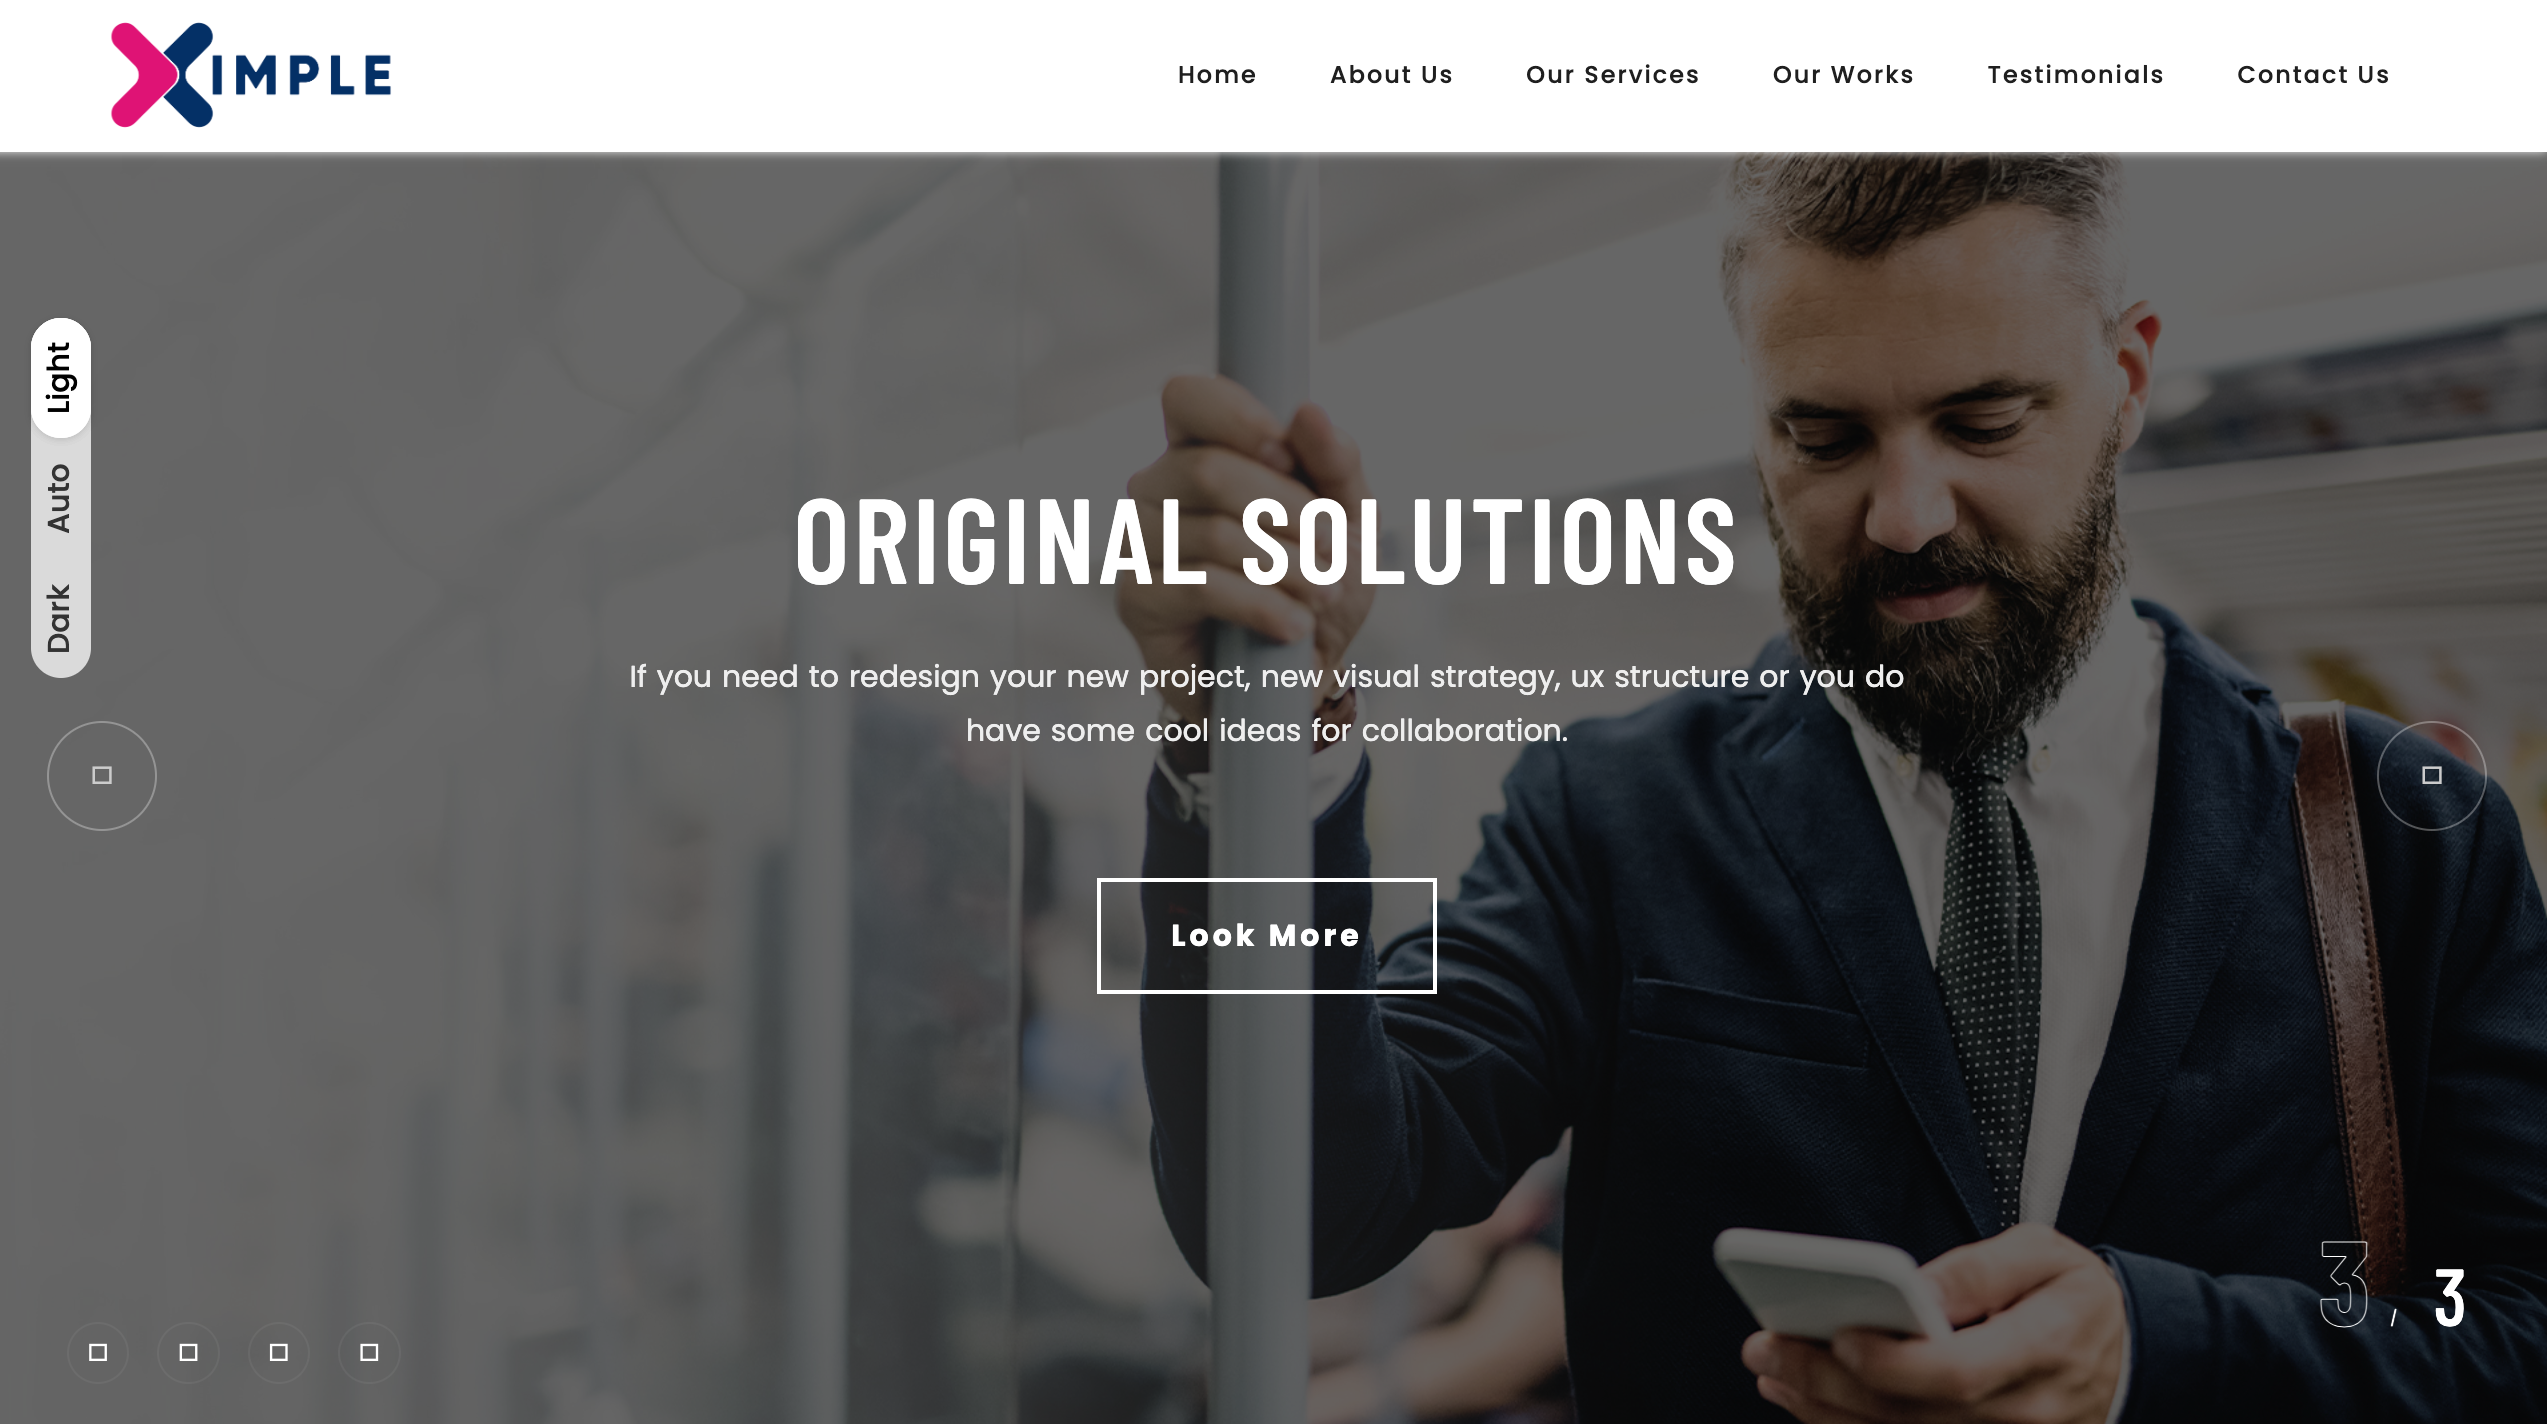 XIMPLE
Home
About Us
Our Services
Our Works
Testimonials
Contact Us
Light
Auto
Dark
ORIGINAL SOLUTIONS
If you need to redesign your new project, new visual strategy, ux structure or you do
have some cool ideas for collaboration.
Look More
3 / 3